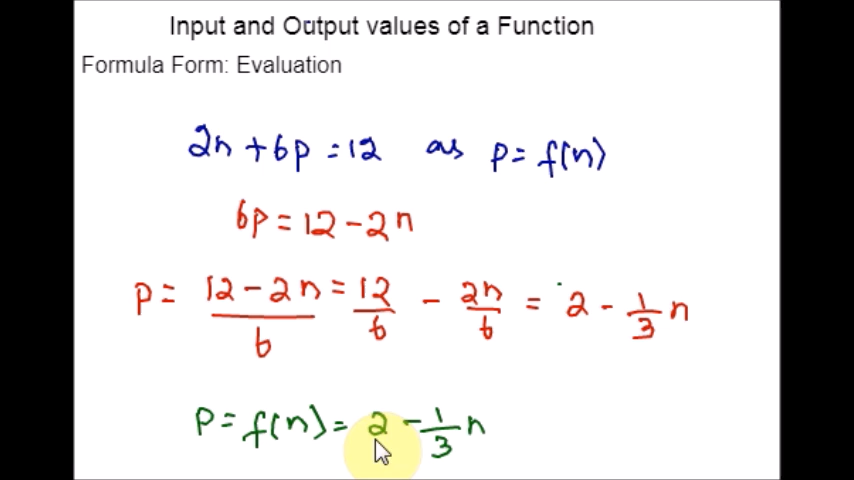 Input and Output values of a Function
Formula Form: Evaluation
2n + 6p = 12 as p = f(n)
6p = 12 - 2n
p = 12 - 2n / 6 = 12/6 - 2n/6 = 2 - 1/3 n
p = f(n) = 2 - 1/3 n